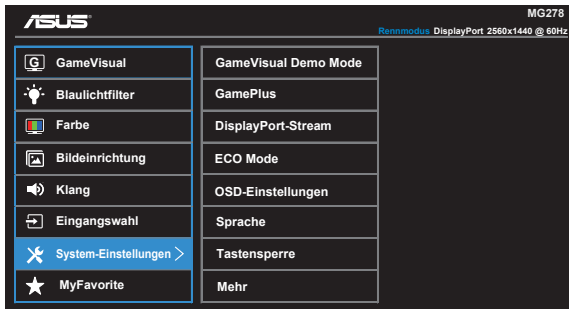 ASUS
MG278
Rennmodus DisplayPort 2560x1440 @ 60Hz
G GameVisual
Blaulichtfilter
Farbe
Bildeinrichtung
Klang
Eingangswahl
System-Einstellungen >
MyFavorite
GameVisual Demo Mode
GamePlus
DisplayPort-Stream
ECO Mode
OSD-Einstellungen
Sprache
Tastensperre
Mehr